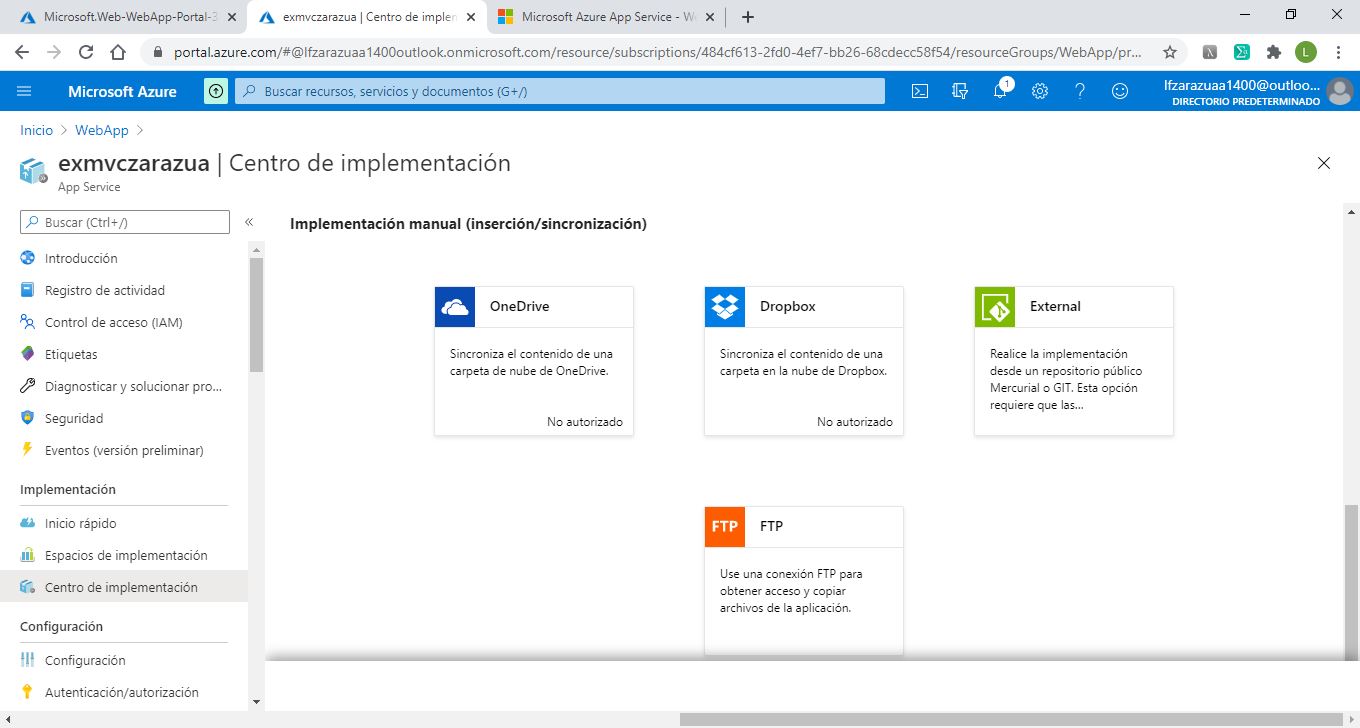 Microsoft.Web-WebApp-Portal-3
exmvczarazua | Centro de implen
Microsoft Azure App Service - We
portal.azure.com/#@lfzarazuaa1400outlook.onmicrosoft.com/resource/subscriptions/484cf613-2fd0-4ef7-bb26-68cdecc58f54/resourceGroups/WebApp/pr...
L
Microsoft Azure
Buscar recursos, servicios y documentos (G+/)
1
lfzarazuaa1400@outloo...
DIRECTORIO PREDETERMINADO
Inicio > WebApp >
exmvczarazua | Centro de implementación
App Service
Buscar (Ctrl+/)
«
Introducción
Registro de actividad
Control de acceso (IAM)
Etiquetas
Diagnosticar y solucionar pro...
Seguridad
Eventos (versión preliminar)
Implementación
Inicio rápido
Espacios de implementación
Centro de implementación
Configuración
Configuración
Autenticación/autorización
Implementación manual (inserción/sincronización)
OneDrive
Sincroniza el contenido de una
carpeta de nube de OneDrive.
No autorizado
Dropbox
Sincroniza el contenido de una
carpeta en la nube de Dropbox.
No autorizado
External
Realice la implementación
desde un repositorio público
Mercurial o GIT. Esta opción
requiere que las...
FTP
FTP
Use una conexión FTP para
obtener acceso y copiar
archivos de la aplicación.